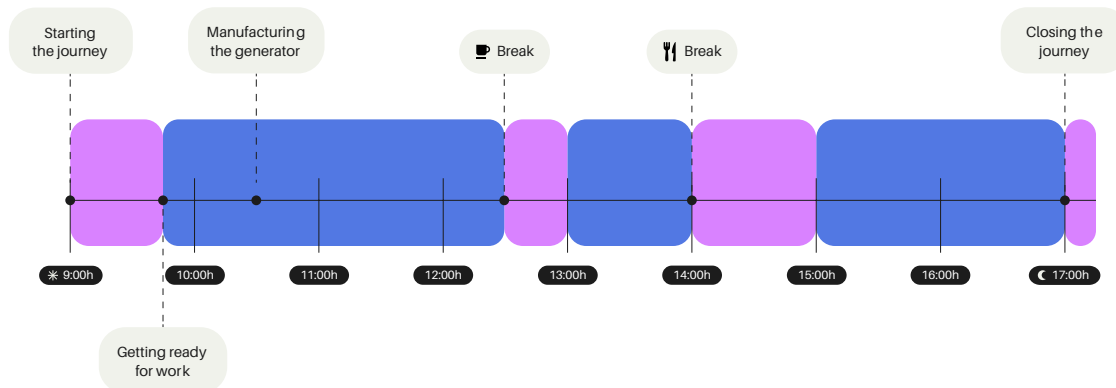 Starting
the journey
Manufacturing
the generator
Break
Break
Closing the
journey
9:00h
10:00h
11:00h
12:00h
13:00h
14:00h
15:00h
16:00h
17:00h
Getting ready
for work